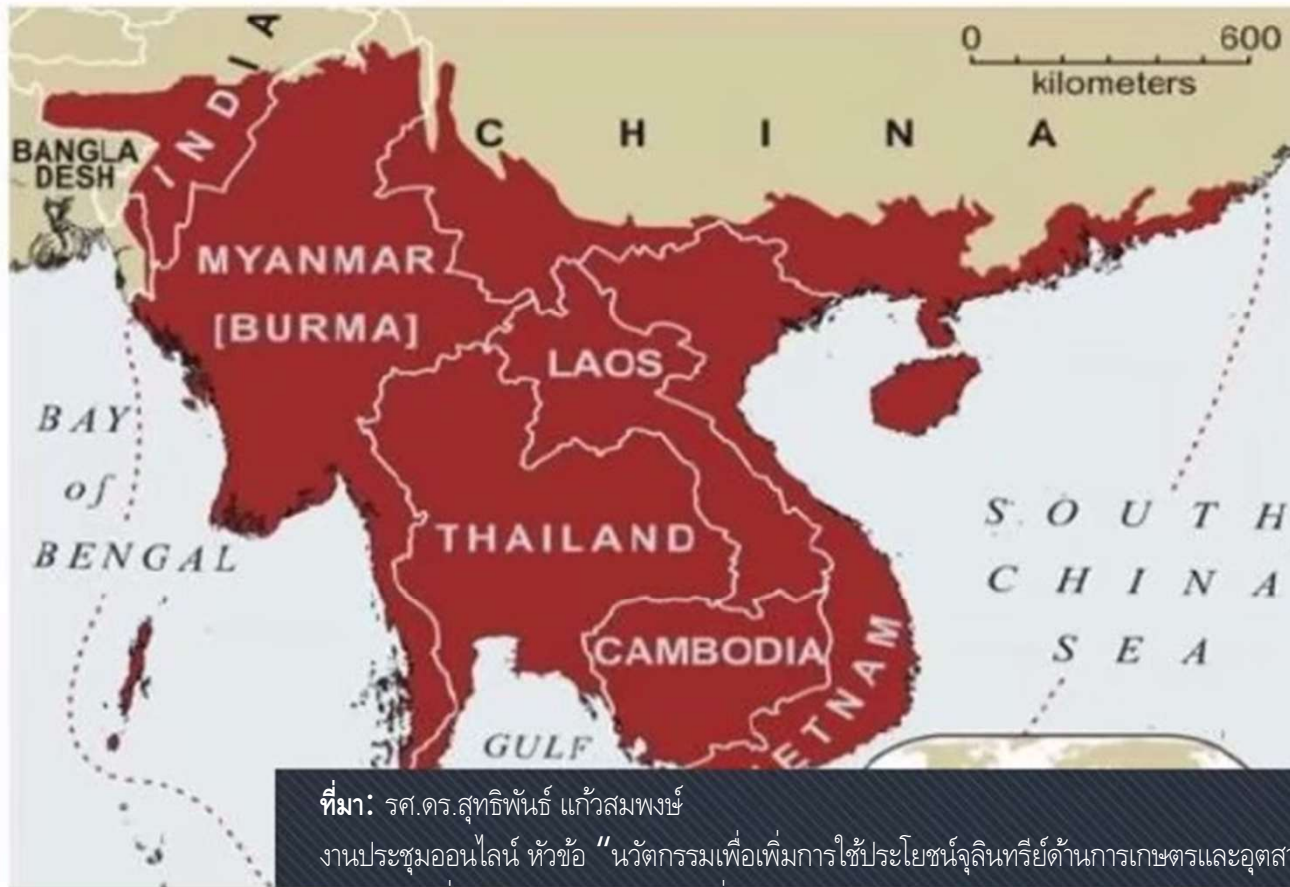 0 600
kilometers
INDIA
CHINA
BANGLA
DESH
MYANMAR
[BURMA]
LAOS
BAY
of
BENGAL
THAILAND
SOUTH
CHINA
SEA
CAMBODIA
VIETNAM
GULF
ที่มา: รศ.ดร.สุทธิพันธ์ แก้วสมพงษ์
งานประชุมออนไลน์ หัวข้อ “นวัตกรรมเพื่อเพิ่มการใช้ประโยชน์จุลินทรีย์ด้านการเกษตรและ